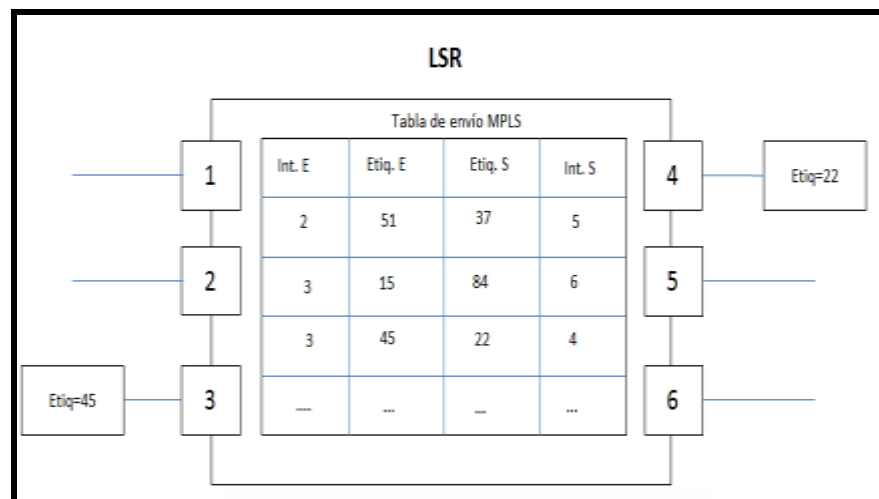 LSR
Tabla de envío MPLS
Int. E Etiq. E Etiq. S Int. S
1 4 Etiq=22
2 51 37 5
2 5
3 15 84 6
3 45 22 4
Etiq=45 3 6
.... ... ... ...